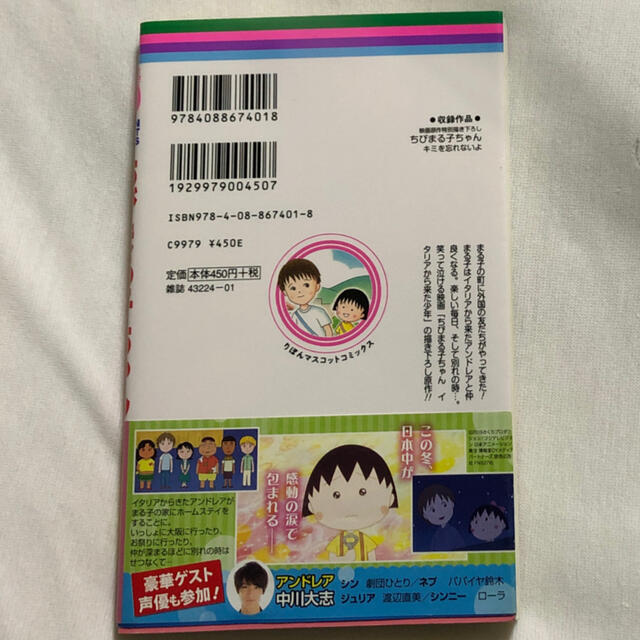 9784088674018
1929979004507
ISBN978-4-08-867401-8
C9979 ¥450E
定価 本体450円+税
雑誌 43224-01
●収録作品●
映画原作特別描き下ろし
ちびまる子ちゃん
キミを忘れないよ
りぼんマスコットコミックス
まる子の町に外国の友だちがやってきた!
まる子はイタリアから来たアンドレアと仲
良くなる。楽しい毎日、そして別れの時…。
笑って泣ける映画「ちびまる子ちゃん イ
タリアから来た少年」の描き下ろし原作!!
この冬、
日本中が
感動の涙で
包まれる──
イタリアからきたアンドレアが
まる子の家にホームステイを
することに。
いっしょに大阪に行ったり、
お祭りに行ったり、
仲が深まるほどに別れの時は
せつなくて…
豪華ゲスト
声優も参加!
アンドレア
中川大志
シン 劇団ひとり/ネプ パパイヤ鈴木
ジュリア 渡辺直美/シンニー ローラ